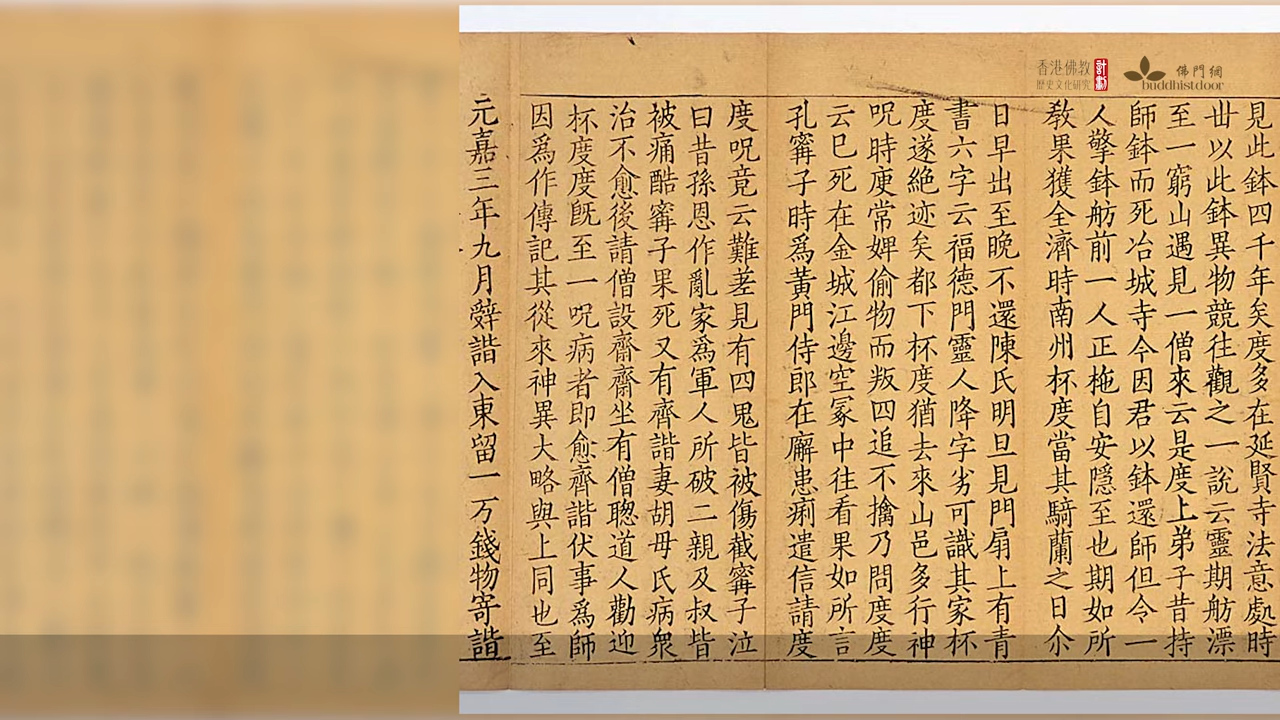 香港佛教
歷史文化研究
計劃
佛門網
buddhistdoor
見此鉢四千年矣度多在延賢寺法意處時
丗以此鉢異物競往觀之一說云靈期舫漂
至一窮山遇見一僧來云是度上弟子昔持
師鉢而死冶城寺今因君以鉢還師但令一
人擎鉢舫前一人正拖自安隱至也期如所
敎果獲全濟時南州杯度當其騎蘭之日尒
日早出至晚不還陳氏明旦見門扇上有青
書六字云福德門靈人降字劣可識其家杯
度遂絶迹矣都下杯度猶去來山邑多行神
呪時庾常婢偷物而叛四追不擒乃問度度
云已死在金城江邊空冢中往看果如所言
孔寗子時爲黃門侍郎在廨患痢遣信請度
度呪竟云難差見有四鬼皆被傷截寗子泣
曰昔孫恩作亂家爲軍人所破二親及叔皆
被痛酷寗子果死又有齊諧妻胡母氏病衆
治不愈後請僧設齋齋坐有僧聦道人勸迎
杯度度旣至一呪病者即愈齊諧伏事爲師
因爲作傳記其從來神異大略與上同也至
元嘉三年九月辭諧入東留一万錢物寄諧